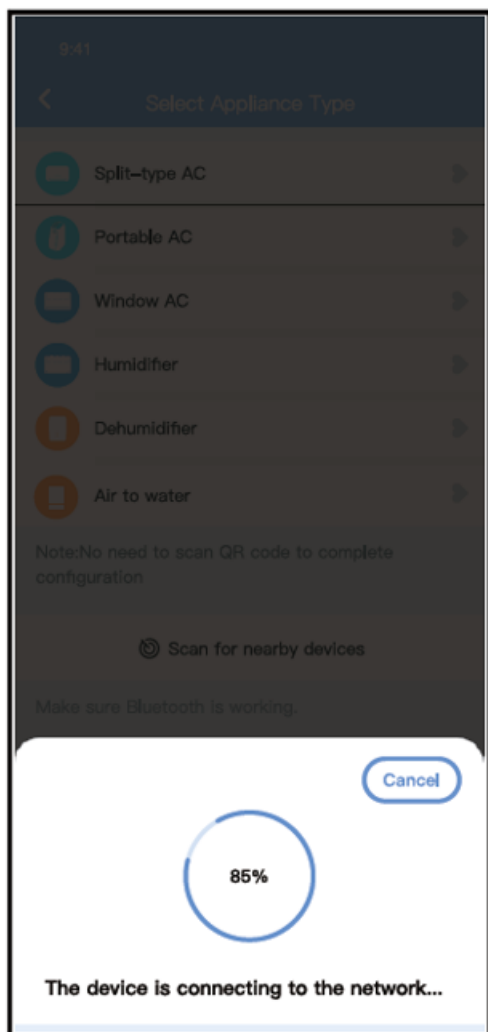 9:41
Select Appliance Type
Split-type AC
Portable AC
Window AC
Humidifier
Dehumidifier
Air to water
Note:No need to scan QR code to complete
configuration
Scan for nearby devices
Make sure Bluetooth is working.
Cancel
85%
The device is connecting to the network...